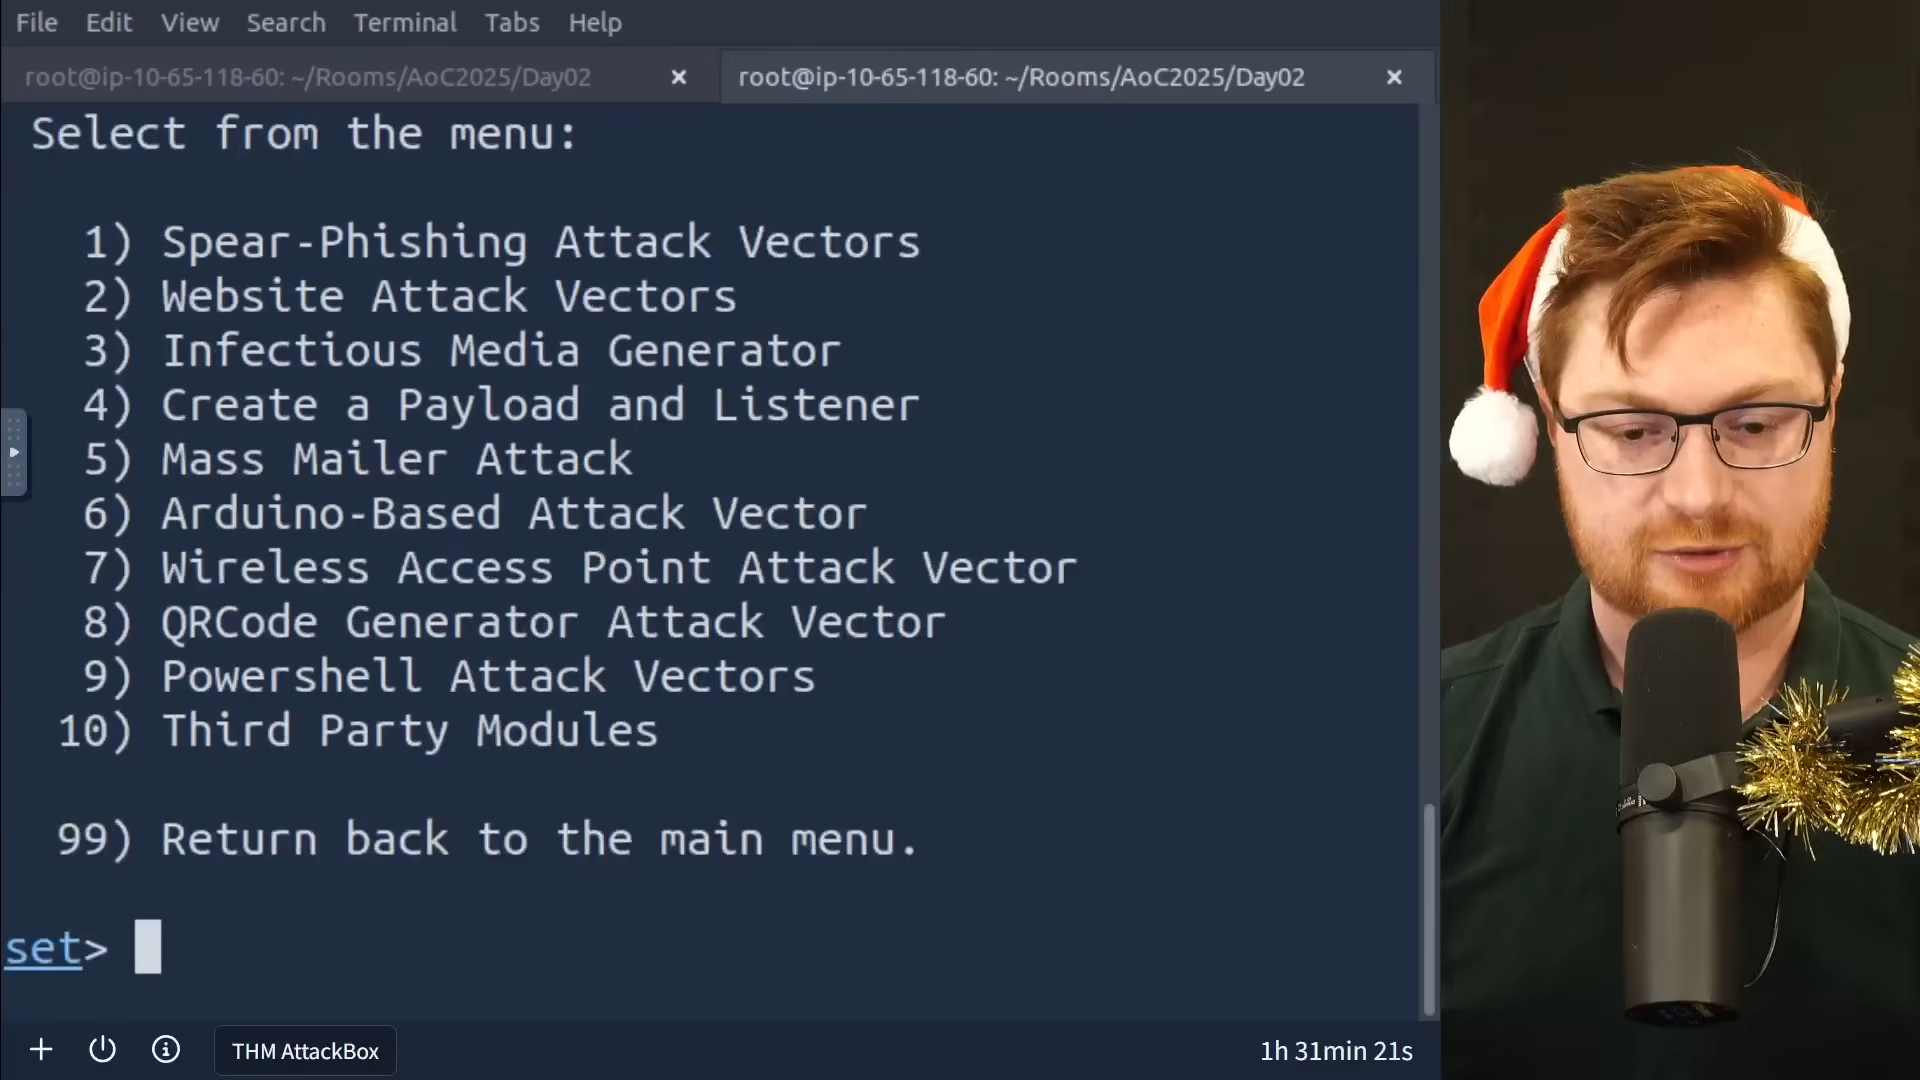 File Edit View Search Terminal Tabs Help
root@ip-10-65-118-60: ~/Rooms/AoC2025/Day02 × root@ip-10-65-118-60: ~/Rooms/AoC2025/Day02 ×
Select from the menu:
1) Spear-Phishing Attack Vectors
2) Website Attack Vectors
3) Infectious Media Generator
4) Create a Payload and Listener
5) Mass Mailer Attack
6) Arduino-Based Attack Vector
7) Wireless Access Point Attack Vector
8) QRCode Generator Attack Vector
9) Powershell Attack Vectors
10) Third Party Modules
99) Return back to the main menu.
set>
THM AttackBox 1h 31min 21s